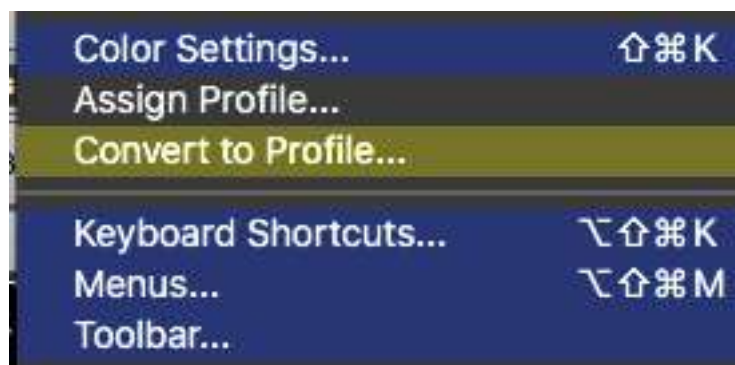 Color Settings... ⇧⌘K
Assign Profile...
Convert to Profile...
Keyboard Shortcuts... ⌥⇧⌘K
Menus... ⌥⇧⌘M
Toolbar...